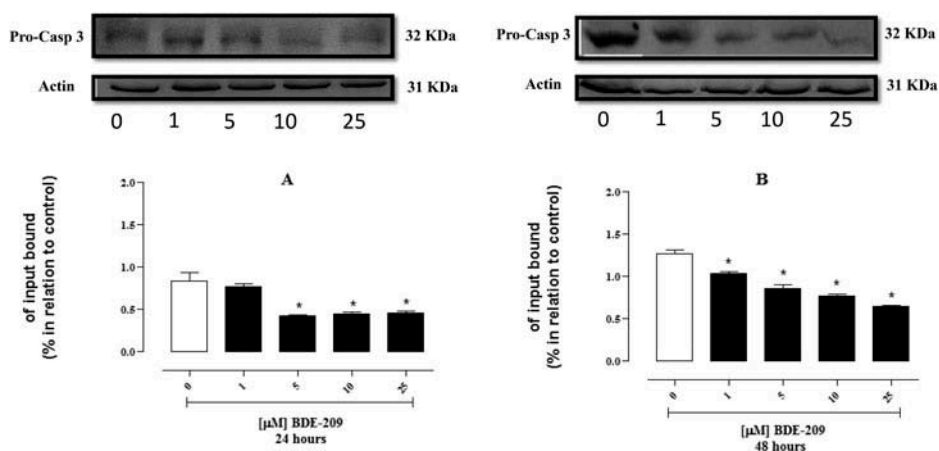 Pro-Casp 3
32 KDa
Actin
31 KDa
0 1 5 10 25
A
of input bound
(% in relation to control)
2.0
1.5
1.0
0.5
0.0
0 1 5 10 25
[µM] BDE-209
24 hours
Pro-Casp 3
32 KDa
Actin
31 KDa
0 1 5 10 25
B
of input bound
(% in relation to control)
2.0
1.5
1.0
0.5
0.0
* * *
* * * *
0 1 5 10 25
[µM] BDE-209
48 hours